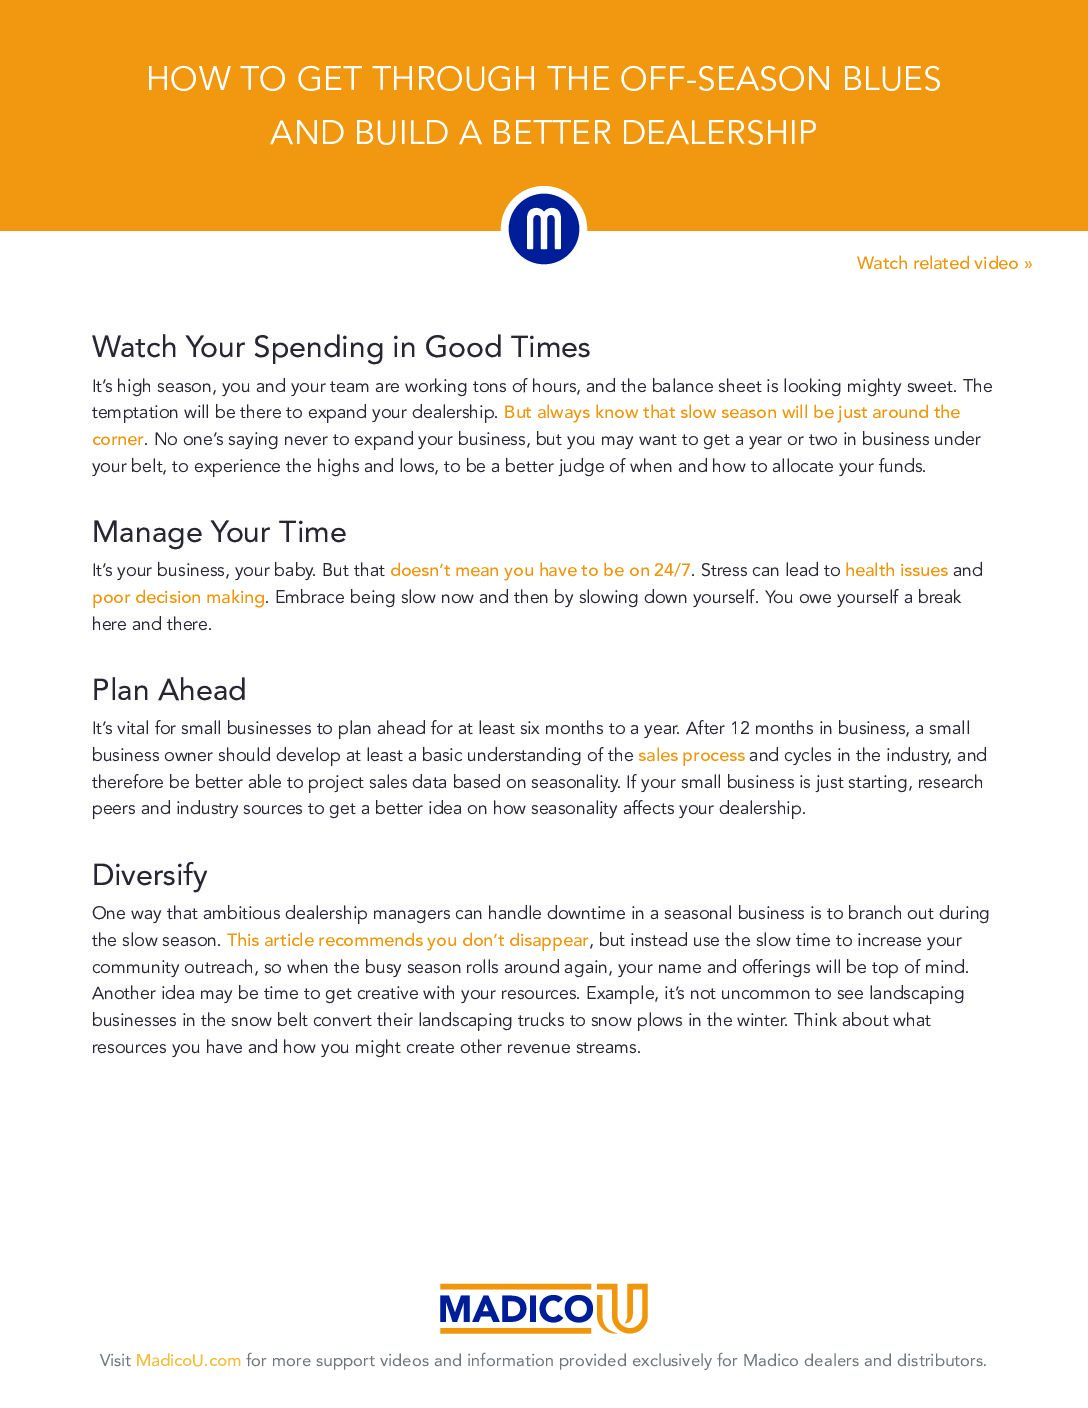 HOW TO GET THROUGH THE OFF-SEASON BLUES
AND BUILD A BETTER DEALERSHIP
m
Watch related video »
Watch Your Spending in Good Times
It’s high season, you and your team are working tons of hours, and the balance sheet is looking mighty sweet. The
temptation will be there to expand your dealership. But always know that slow season will be just around the
corner. No one’s saying never to expand your business, but you may want to get a year or two in business under
your belt, to experience the highs and lows, to be a better judge of when and how to allocate your funds.
Manage Your Time
It’s your business, your baby. But that doesn’t mean you have to be on 24/7. Stress can lead to health issues and
poor decision making. Embrace being slow now and then by slowing down yourself. You owe yourself a break
here and there.
Plan Ahead
It’s vital for small businesses to plan ahead for at least six months to a year. After 12 months in business, a small
business owner should develop at least a basic understanding of the sales process and cycles in the industry, and
therefore be better able to project sales data based on seasonality. If your small business is just starting, research
peers and industry sources to get a better idea on how seasonality affects your dealership.
Diversify
One way that ambitious dealership managers can handle downtime in a seasonal business is to branch out during
the slow season. This article recommends you don’t disappear, but instead use the slow time to increase your
community outreach, so when the busy season rolls around again, your name and offerings will be top of mind.
Another idea may be time to get creative with your resources. Example, it’s not uncommon to see landscaping
businesses in the snow belt convert their landscaping trucks to snow plows in the winter. Think about what
resources you have and how you might create other revenue streams.
MADICO U
Visit MadicoU.com for more support videos and information provided exclusively for Madico dealers and distributors.